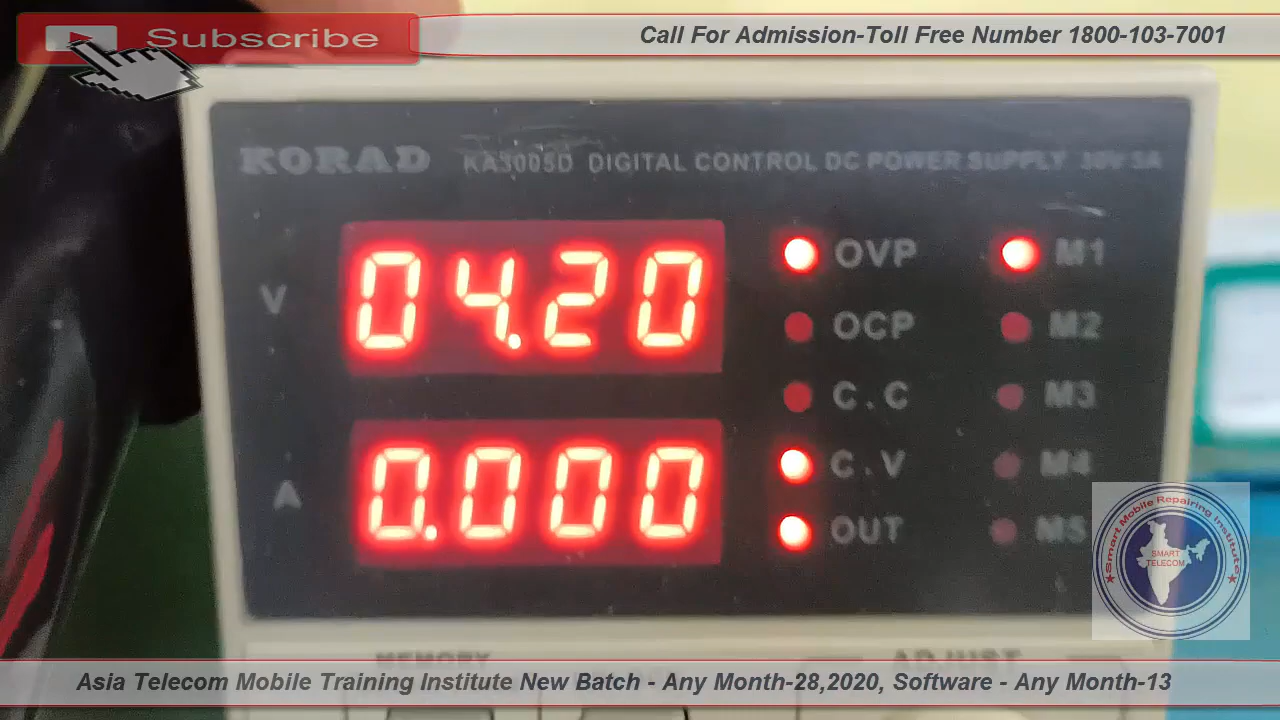 Subscribe
Call For Admission-Toll Free Number 1800-103-7001
KORAD KA3005D DIGITAL CONTROL DC POWER SUPPLY 30V 5A
V 04.20
OVP M1
OCP M2
C.C M3
A 0.000
C.V M4
OUT M5
Smart Mobile Repairing Institute
SMART
TELECOM
MEMORY ADJUST
Asia Telecom Mobile Training Institute New Batch - Any Month-28,2020, Software - Any Month-13